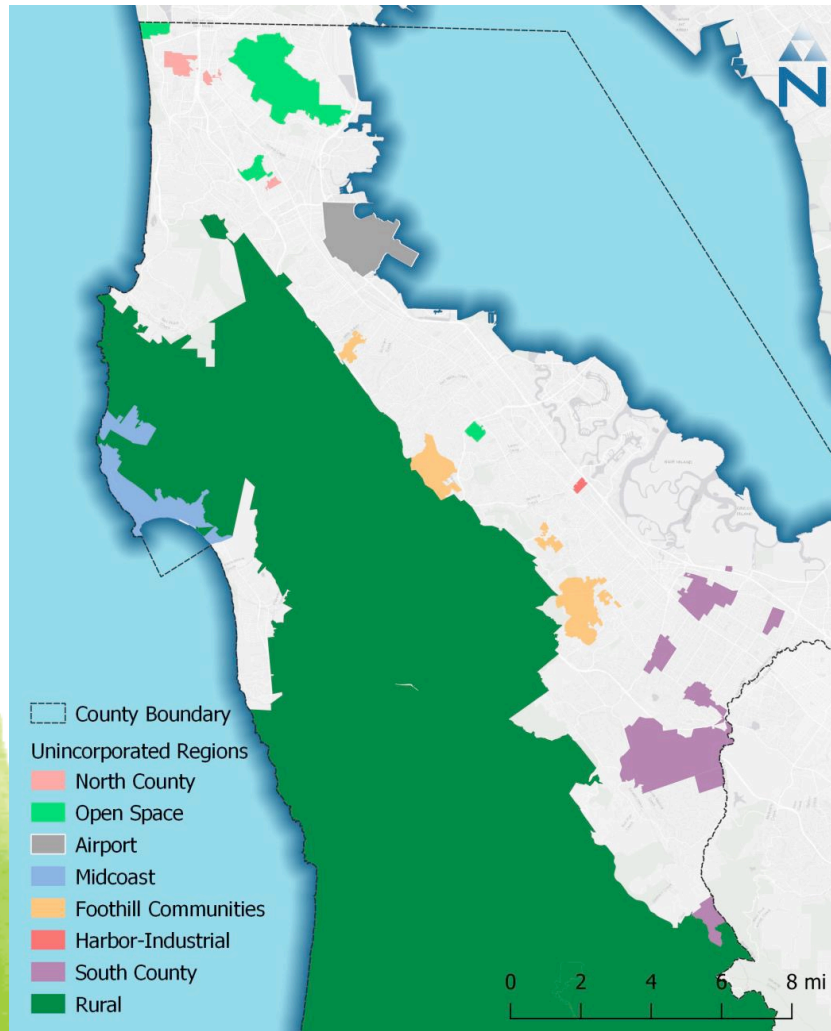 N
County Boundary
Unincorporated Regions
North County
Open Space
Airport
Midcoast
Foothill Communities
Harbor-Industrial
South County
Rural
0 2 4 6 8 mi